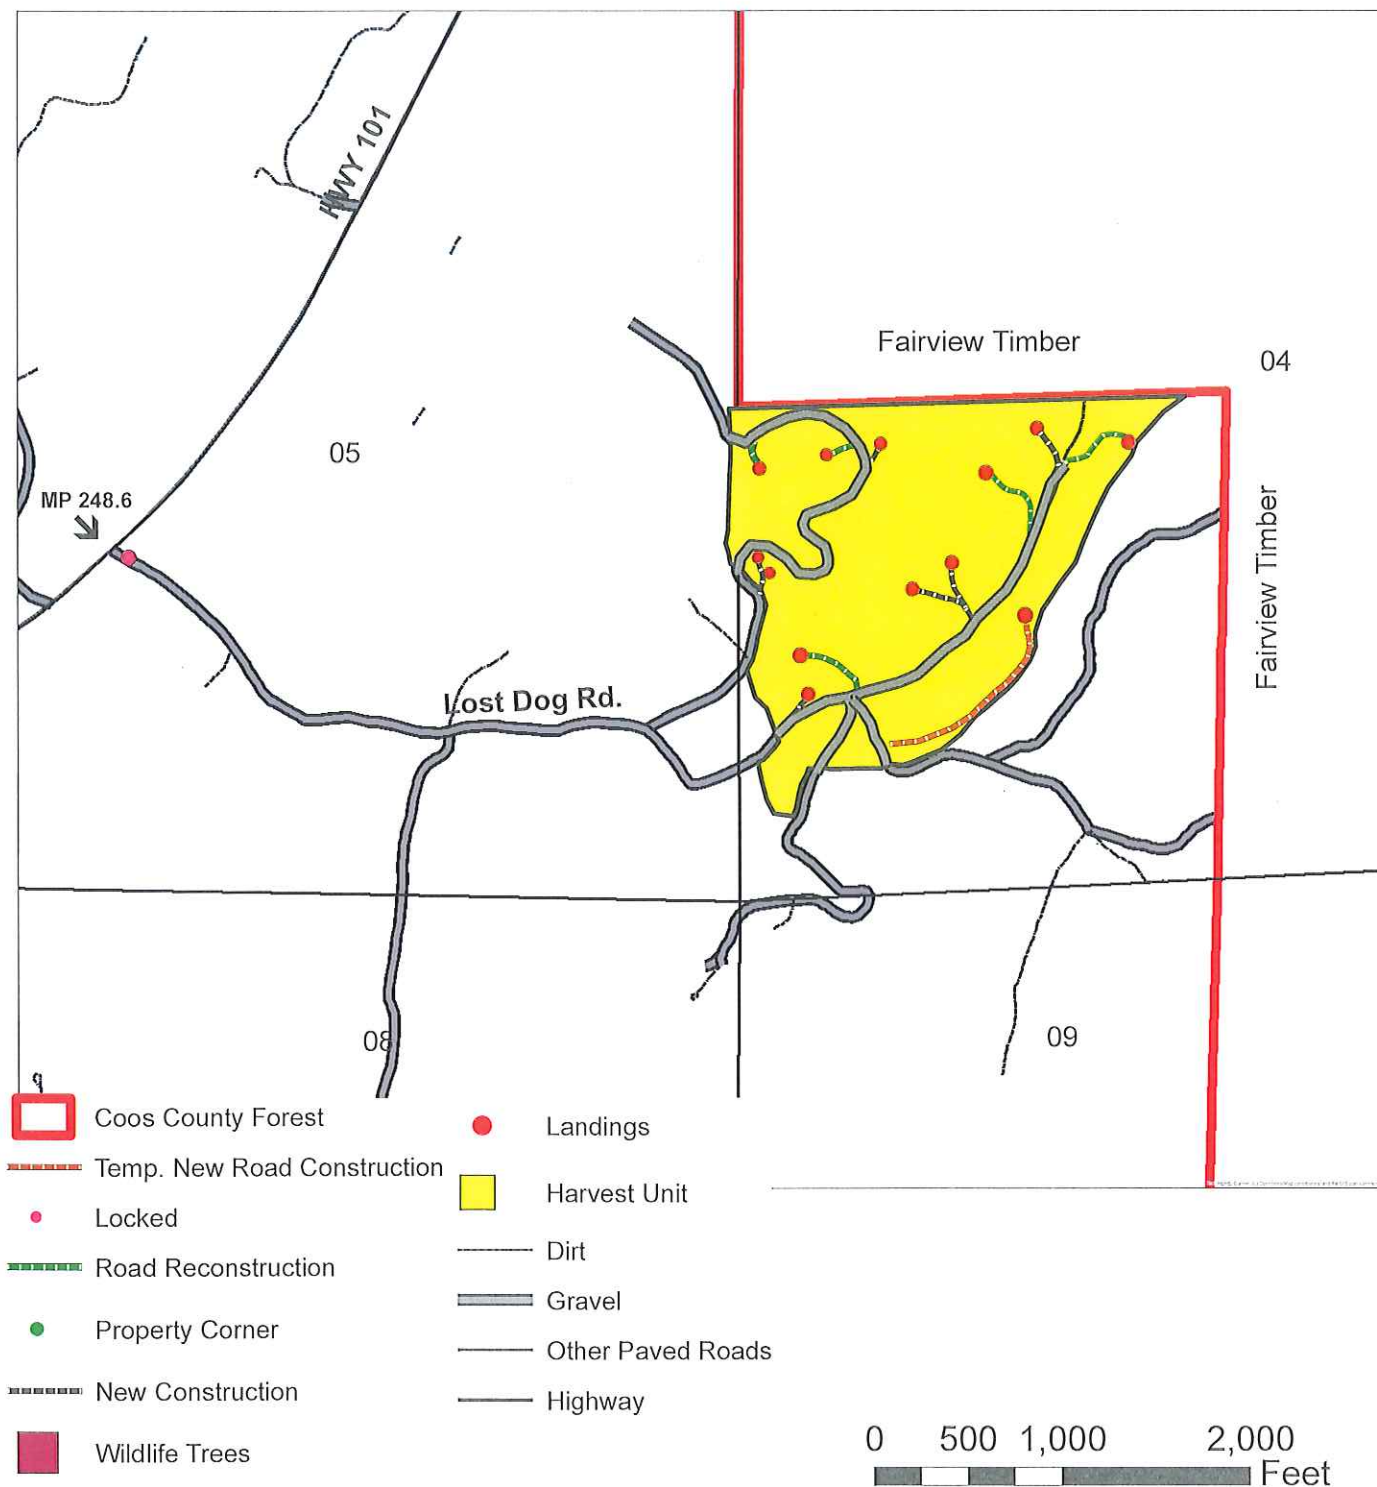 HWY 101
Fairview Timber
04
05
MP 248.6
Fairview Timber
Lost Dog Rd.
08
09
Coos County Forest
Temp. New Road Construction
Locked
Road Reconstruction
Property Corner
New Construction
Wildlife Trees
Landings
Harvest Unit
Dirt
Gravel
Other Paved Roads
Highway
0 500 1,000 2,000
Feet